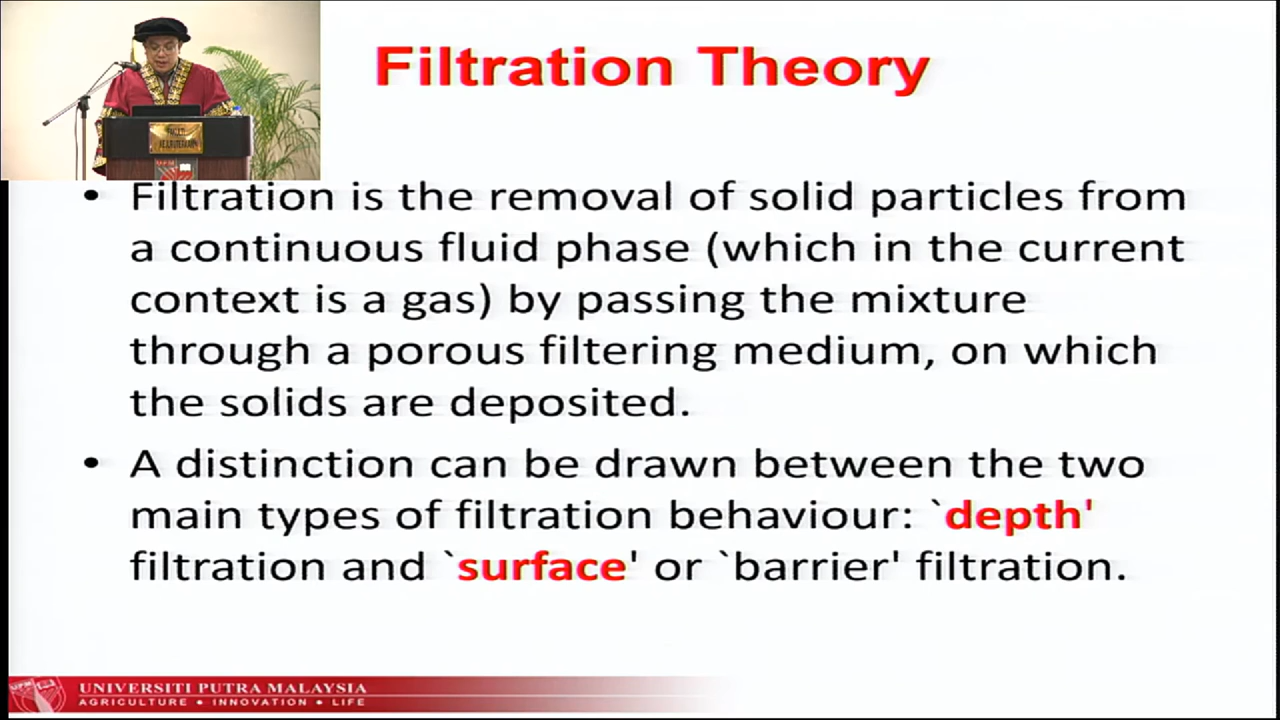 Filtration Theory
• Filtration is the removal of solid particles from
a continuous fluid phase (which in the current
context is a gas) by passing the mixture
through a porous filtering medium, on which
the solids are deposited.
• A distinction can be drawn between the two
main types of filtration behaviour: `depth'
filtration and `surface' or `barrier' filtration.
UNIVERSITI PUTRA MALAYSIA
AGRICULTURE • INNOVATION • LIFE